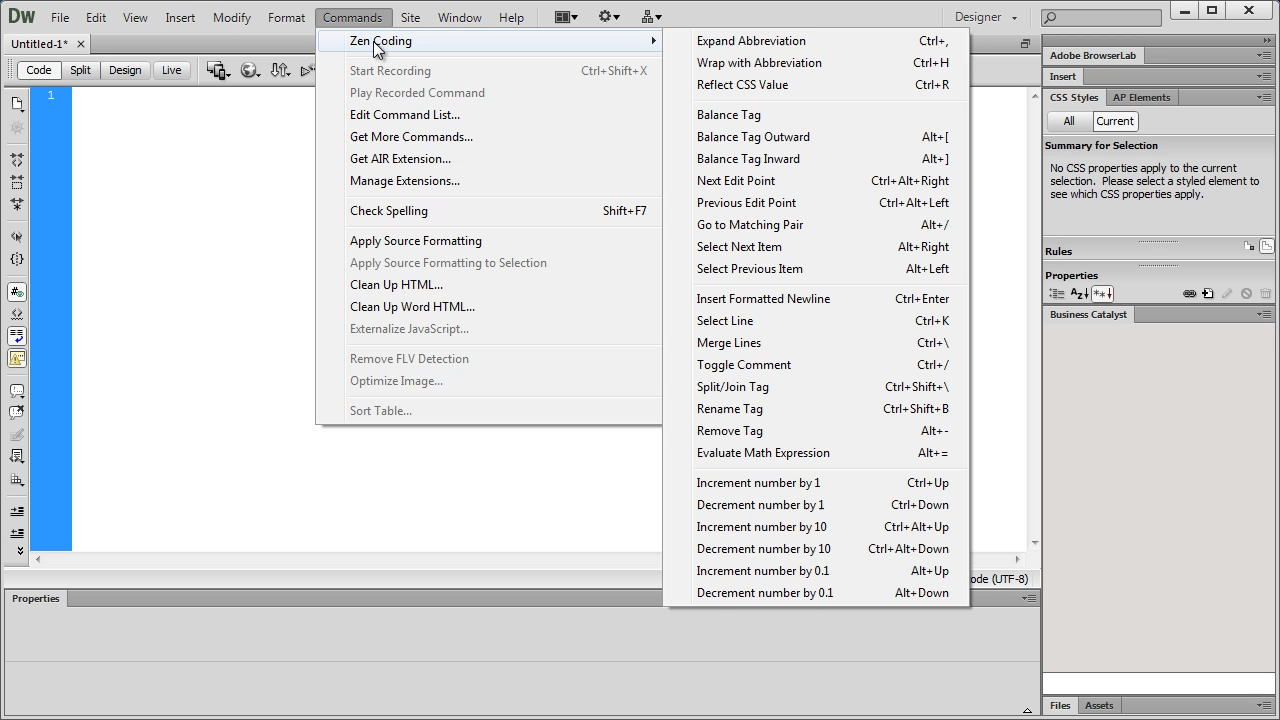 Dw File Edit View Insert Modify Format Commands Site Window Help Designer
Untitled-1*
Code Split Design Live
1
Zen Coding
Start Recording Ctrl+Shift+X
Play Recorded Command
Edit Command List...
Get More Commands...
Get AIR Extension...
Manage Extensions...
Check Spelling Shift+F7
Apply Source Formatting
Apply Source Formatting to Selection
Clean Up HTML...
Clean Up Word HTML...
Externalize JavaScript...
Remove FLV Detection
Optimize Image...
Sort Table...
Expand Abbreviation Ctrl+,
Wrap with Abbreviation Ctrl+H
Reflect CSS Value Ctrl+R
Balance Tag
Balance Tag Outward Alt+[
Balance Tag Inward Alt+]
Next Edit Point Ctrl+Alt+Right
Previous Edit Point Ctrl+Alt+Left
Go to Matching Pair Alt+/
Select Next Item Alt+Right
Select Previous Item Alt+Left
Insert Formatted Newline Ctrl+Enter
Select Line Ctrl+K
Merge Lines Ctrl+\
Toggle Comment Ctrl+/
Split/Join Tag Ctrl+Shift+\
Rename Tag Ctrl+Shift+B
Remove Tag Alt+-
Evaluate Math Expression Alt+=
Increment number by 1 Ctrl+Up
Decrement number by 1 Ctrl+Down
Increment number by 10 Ctrl+Alt+Up
Decrement number by 10 Ctrl+Alt+Down
Increment number by 0.1 Alt+Up
Decrement number by 0.1 Alt+Down
Adobe BrowserLab
Insert
CSS Styles AP Elements
All Current
Summary for Selection
No CSS properties apply to the current
selection. Please select a styled element to
see which CSS properties apply.
Rules
Properties
Business Catalyst
ode (UTF-8)
Properties
Files Assets